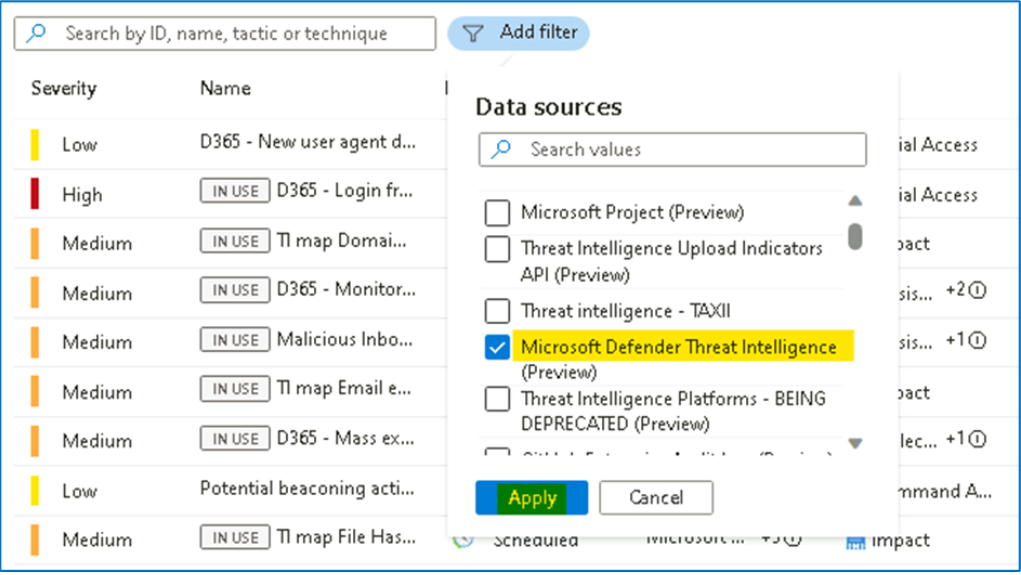 Search by ID, name, tactic or technique
Add filter
Severity
Name
Data sources
Search values
Low
D365 - New user agent d...
ial Access
High
IN USE D365 - Login fr...
ial Access
Microsoft Project (Preview)
Medium
IN USE TI map Domai...
pact
Threat Intelligence Upload Indicators
API (Preview)
Medium
IN USE D365 - Monitor...
sis... +2
Threat intelligence - TAXII
Medium
IN USE Malicious Inbo...
sis... +1
Microsoft Defender Threat Intelligence
(Preview)
Medium
IN USE TI map Email e...
pact
Threat Intelligence Platforms - BEING
DEPRECATED (Preview)
Medium
IN USE D365 - Mass ex...
lec... +1
Low
Potential beaconing acti...
mmand A...
Apply
Cancel
Medium
IN USE TI map File Has...
Scheduled
Microsoft ... +3
Impact